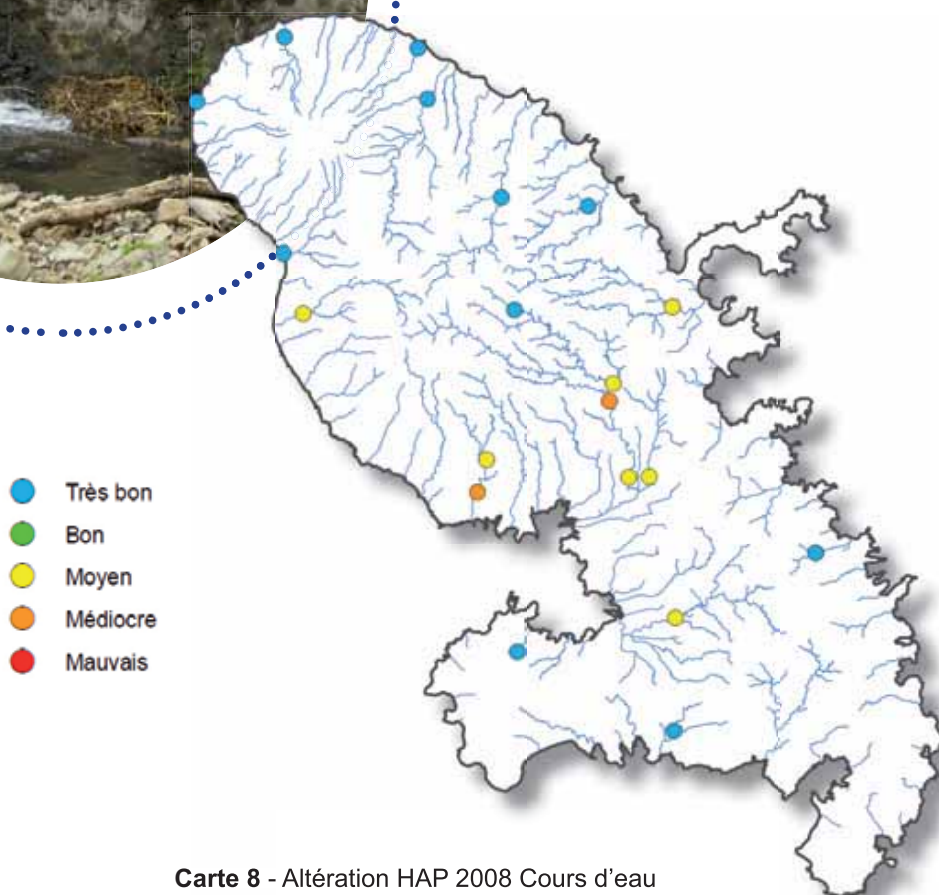 Très bon
Bon
Moyen
Médiocre
Mauvais
Carte 8 - Altération HAP 2008 Cours d'eau